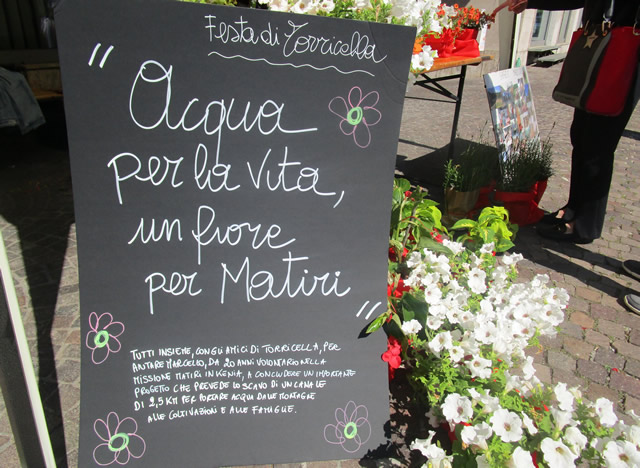 Festa di Torricella
" Acqua
per la Vita,
un fiore
per Matiri "
TUTTI INSIEME, CON GLI AMICI DI TORRICELLA, PER
AIUTARE MARCELLO, DA 20 ANNI VOLONTARIO NELLA
MISSIONE MATIRI IN KENIA, A CONCLUDERE UN IMPORTANTE
PROGETTO CHE PREVEDE LO SCAVO DI UN CANALE
DI 2,5 KM PER PORTARE ACQUA DALLE MONTAGNE
ALLE COLTIVAZIONI E ALLE FAMIGLIE.